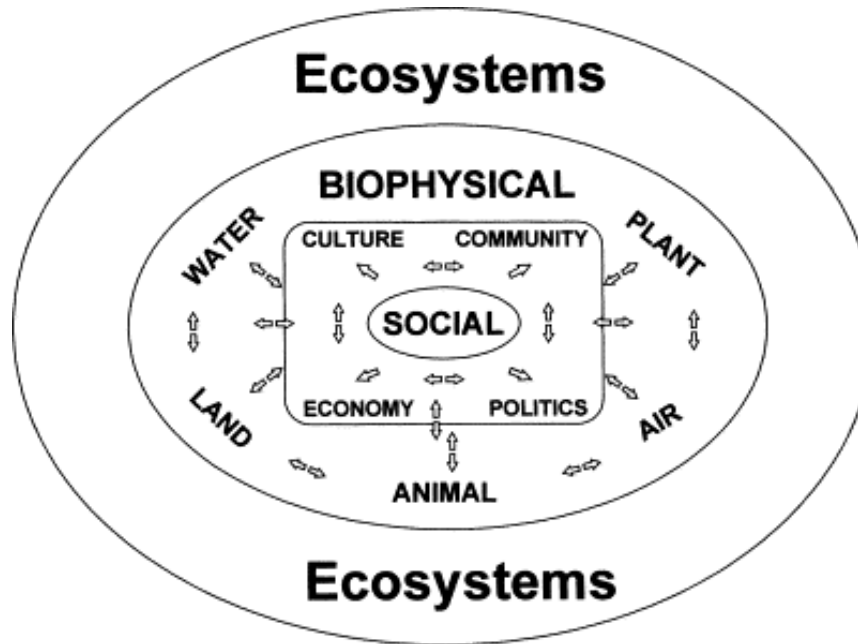 Ecosystems
BIOPHYSICAL
WATER
PLANT
CULTURE
COMMUNITY
SOCIAL
ECONOMY
POLITICS
LAND
AIR
ANIMAL
Ecosystems